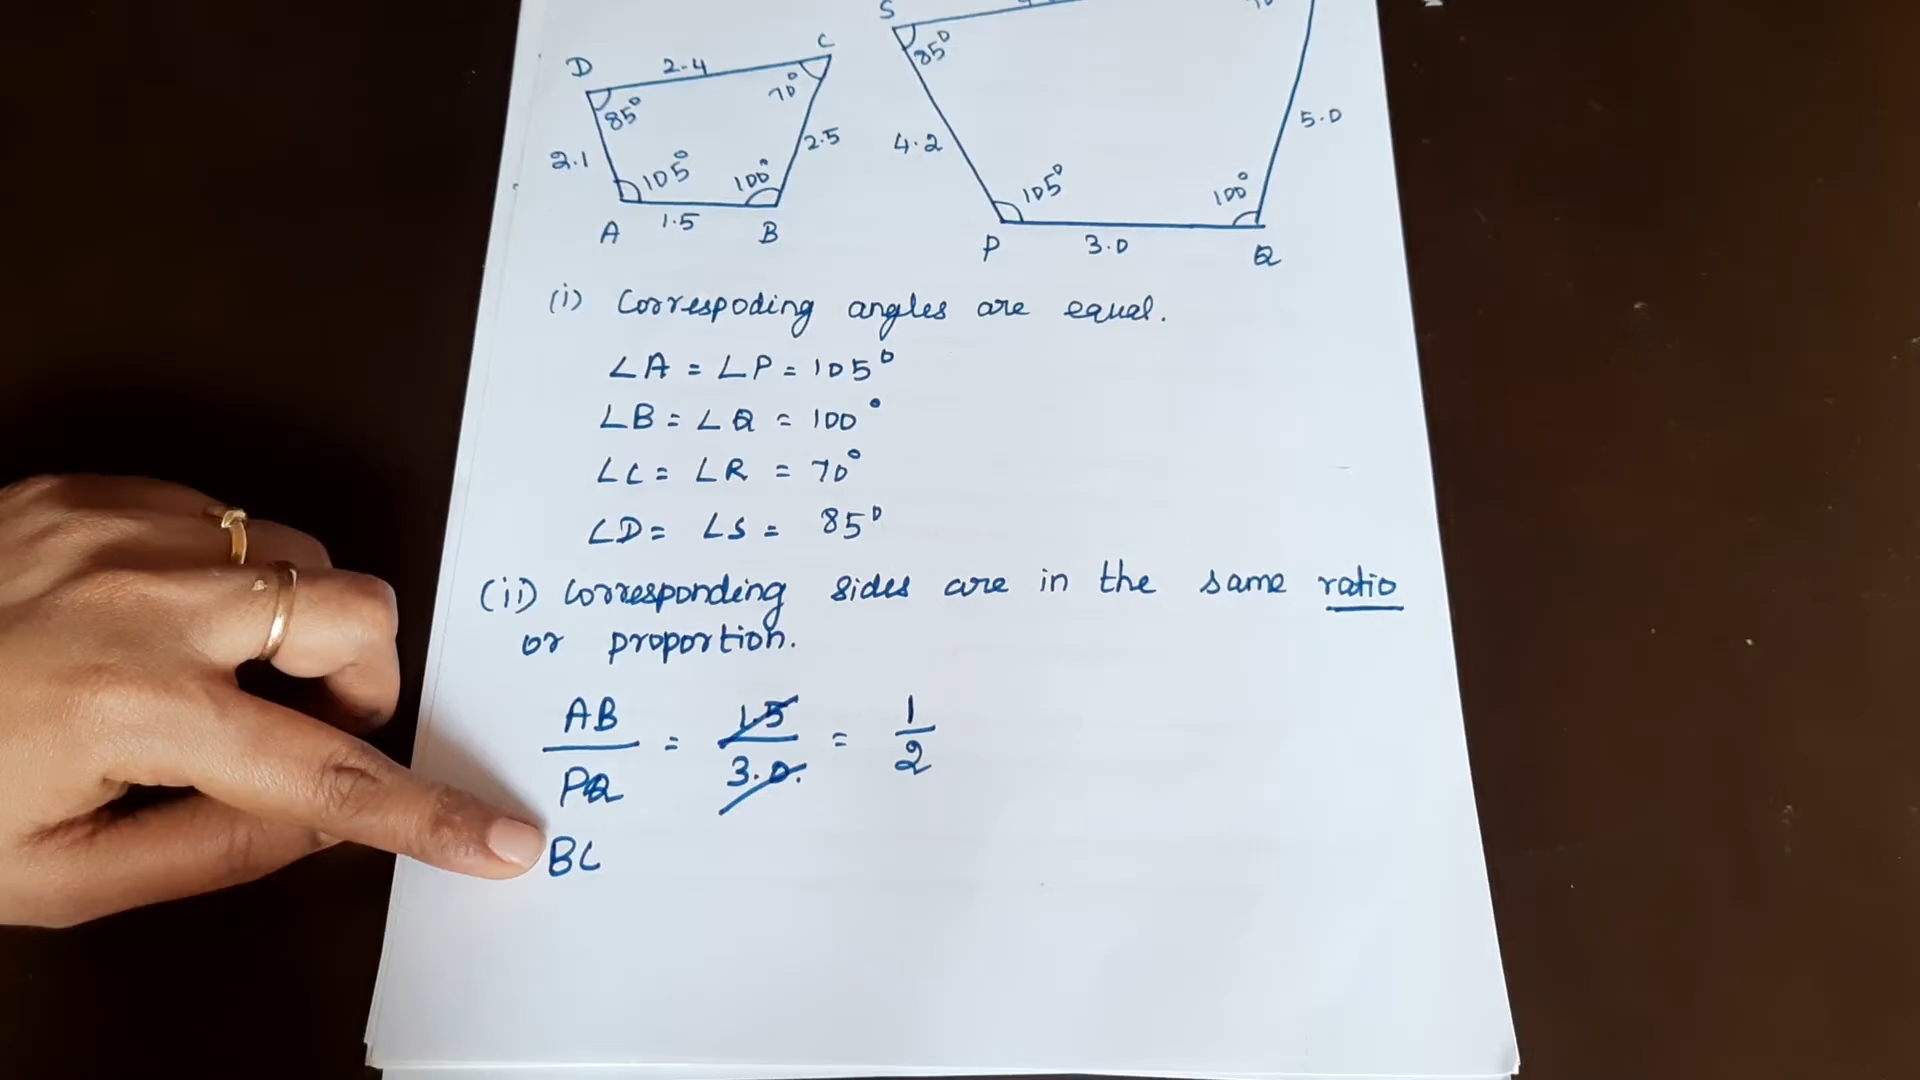 S
C
D 2.4
85° 70°
85°
2.1 2.5
4.2 5.0
105° 100°
105° 100°
1.5
A B
P 3.0 Q
(i) Correspoding angles are equal.
∠A = ∠P = 105°
∠B = ∠Q = 100°
∠C = ∠R = 70°
∠D = ∠S = 85°
(ii) Corresponding sides are in the same ratio
or proportion.
AB/PQ = 1.5/3.0. = 1/2
BC